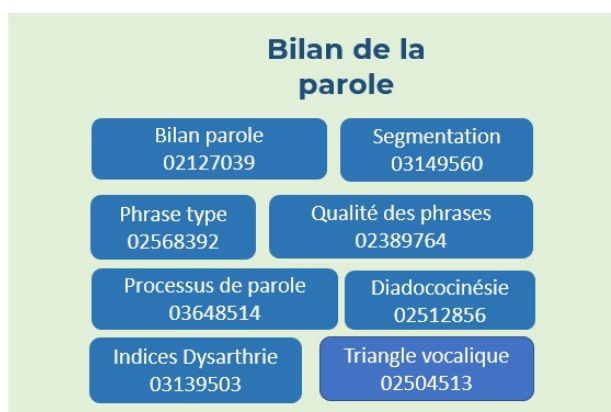 Bilan de la
parole
Bilan parole
02127039
Segmentation
03149560
Phrase type
02568392
Qualité des phrases
02389764
Processus de parole
03648514
Diadococinésie
02512856
Indices Dysarthrie
03139503
Triangle vocalique
02504513